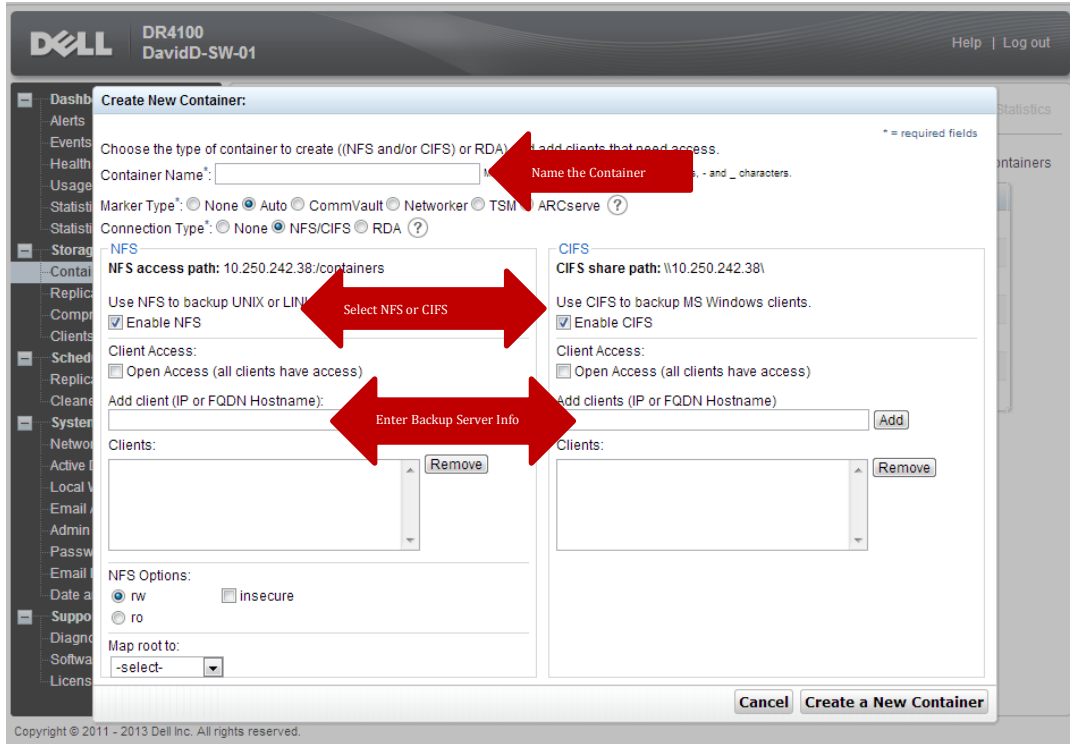 DELL
DR4100
DavidD-SW-01
Help | Log out
Dashb
Alerts
Events
Health
Usage
Statisti
Statisti
Storag
Contai
Replica
Compr
Clients
Sched
Replica
Cleane
System
Networ
Active D
Local
Email
Admin
Passw
Email
Date a
Suppo
Diagno
Softwa
Licens
Statistics
ontainers
Create New Container:
* = required fields
Choose the type of container to create ((NFS and/or CIFS) or RDA) add clients that need access.
Container Name*:
Name the Container
, - and _ characters.
Marker Type*: None Auto CommVault Networker TSM ARCserve ?
Connection Type*: None NFS/CIFS RDA ?
NFS
NFS access path: 10.250.242.38:/containers
Use NFS to backup UNIX or
Enable NFS
Client Access:
Open Access (all clients have access)
Add client (IP or FQDN Hostname):
Clients:
Remove
NFS Options:
rw
insecure
ro
Map root to:
-select-
Select NFS or CIFS
Enter Backup Server Info
CIFS
CIFS share path: \\10.250.242.38\
Use CIFS to backup MS Windows clients.
Enable CIFS
Client Access:
Open Access (all clients have access)
Add clients (IP or FQDN Hostname)
Add
Clients:
Remove
Cancel
Create a New Container
Copyright © 2011 - 2013 Dell Inc. All rights reserved.